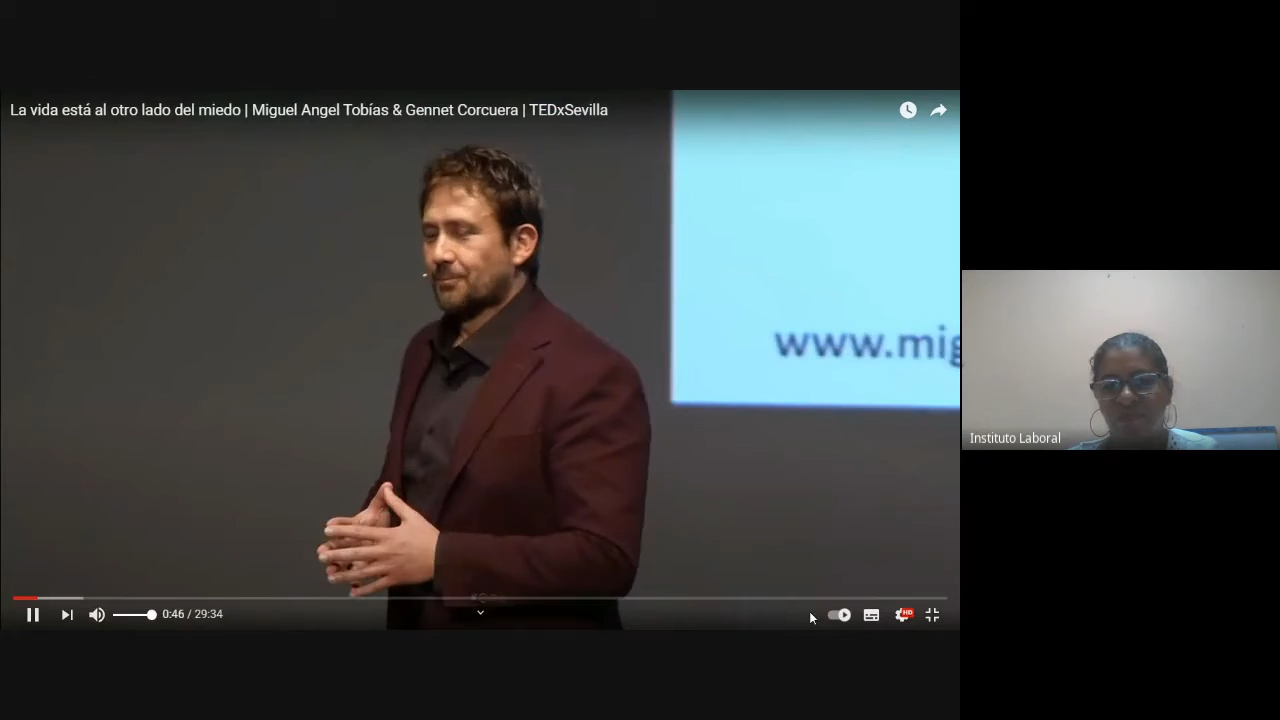 La vida está al otro lado del miedo | Miguel Angel Tobías & Gennet Corcuera | TEDxSevilla
www.mig
Instituto Laboral
0:46 / 29:34
HD